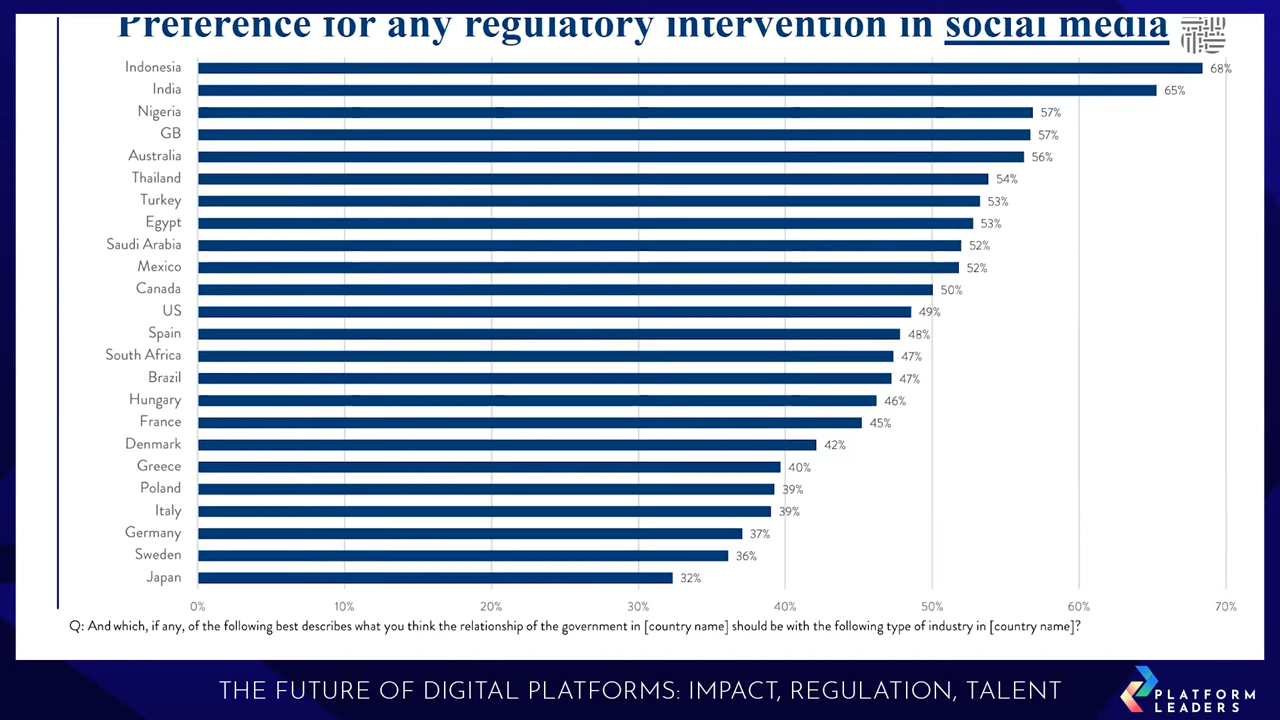 Preference for any regulatory intervention in social media
Indonesia 68%
India 65%
Nigeria 57%
GB 57%
Australia 56%
Thailand 54%
Turkey 53%
Egypt 53%
Saudi Arabia 52%
Mexico 52%
Canada 50%
US 49%
Spain 48%
South Africa 47%
Brazil 47%
Hungary 46%
France 45%
Denmark 42%
Greece 40%
Poland 39%
Italy 39%
Germany 37%
Sweden 36%
Japan 32%
0% 10% 20% 30% 40% 50% 60% 70%
Q: And which, if any, of the following best describes what you think the relationship of the government in [country name] should be with the following type of industry in [country name]?
THE FUTURE OF DIGITAL PLATFORMS: IMPACT, REGULATION, TALENT
PLATFORM
LEADERS